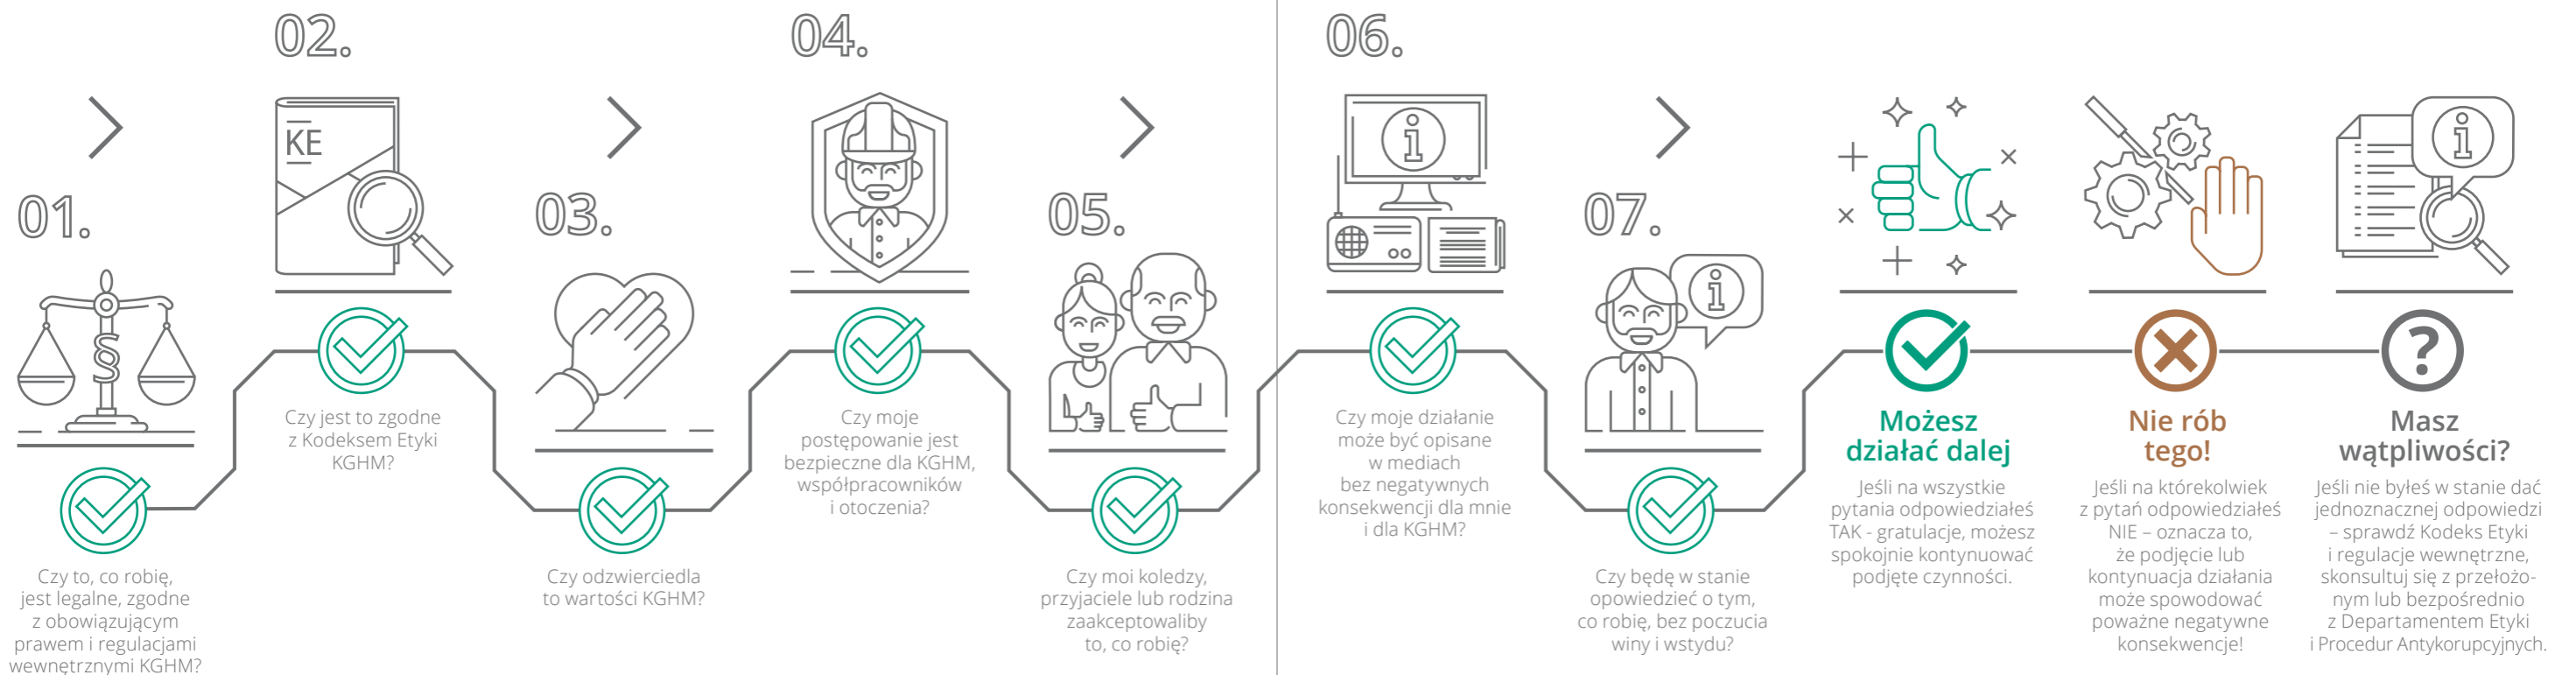 01.
Czy to, co robię,
jest legalne, zgodne
z obowiązującym
prawem i regulacjami
wewnętrznymi KGHM?
02.
KE
Czy jest to zgodne
z Kodeksem Etyki
KGHM?
03.
Czy odzwierciedla
to wartości KGHM?
04.
Czy moje
postępowanie jest
bezpieczne dla KGHM,
współpracowników
i otoczenia?
05.
Czy moi koledzy,
przyjaciele lub rodzina
zaakceptowaliby
to, co robię?
06.
i
Czy moje działanie
może być opisane
w mediach
bez negatywnych
konsekwencji dla mnie
i dla KGHM?
07.
i
Czy będę w stanie
opowiedzieć o tym,
co robię, bez poczucia
winy i wstydu?
Możesz
działać dalej
Jeśli na wszystkie
pytania odpowiedziałeś
TAK - gratulacje, możesz
spokojnie kontynuować
podjęte czynności.
Nie rób
tego!
Jeśli na którekolwiek
z pytań odpowiedziałeś
NIE – oznacza to,
że podjęcie lub
kontynuacja działania
może spowodować
poważne negatywne
konsekwencje!
i
?
Masz
wątpliwości?
Jeśli nie byłeś w stanie dać
jednoznacznej odpowiedzi
– sprawdź Kodeks Etyki
i regulacje wewnętrzne,
skonsultuj się z przełożo-
nym lub bezpośrednio
z Departamentem Etyki
i Procedur Antykorupcyjnych.